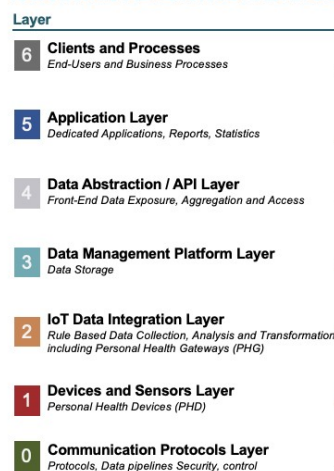 Layer
6
Clients and Processes
End-Users and Business Processes
5
Application Layer
Dedicated Applications, Reports, Statistics
4
Data Abstraction / API Layer
Front-End Data Exposure, Aggregation and Access
3
Data Management Platform Layer
Data Storage
2
IoT Data Integration Layer
Rule Based Data Collection, Analysis and Transformation
including Personal Health Gateways (PHG)
1
Devices and Sensors Layer
Personal Health Devices (PHD)
0
Communication Protocols Layer
Protocols, Data pipelines Security, control